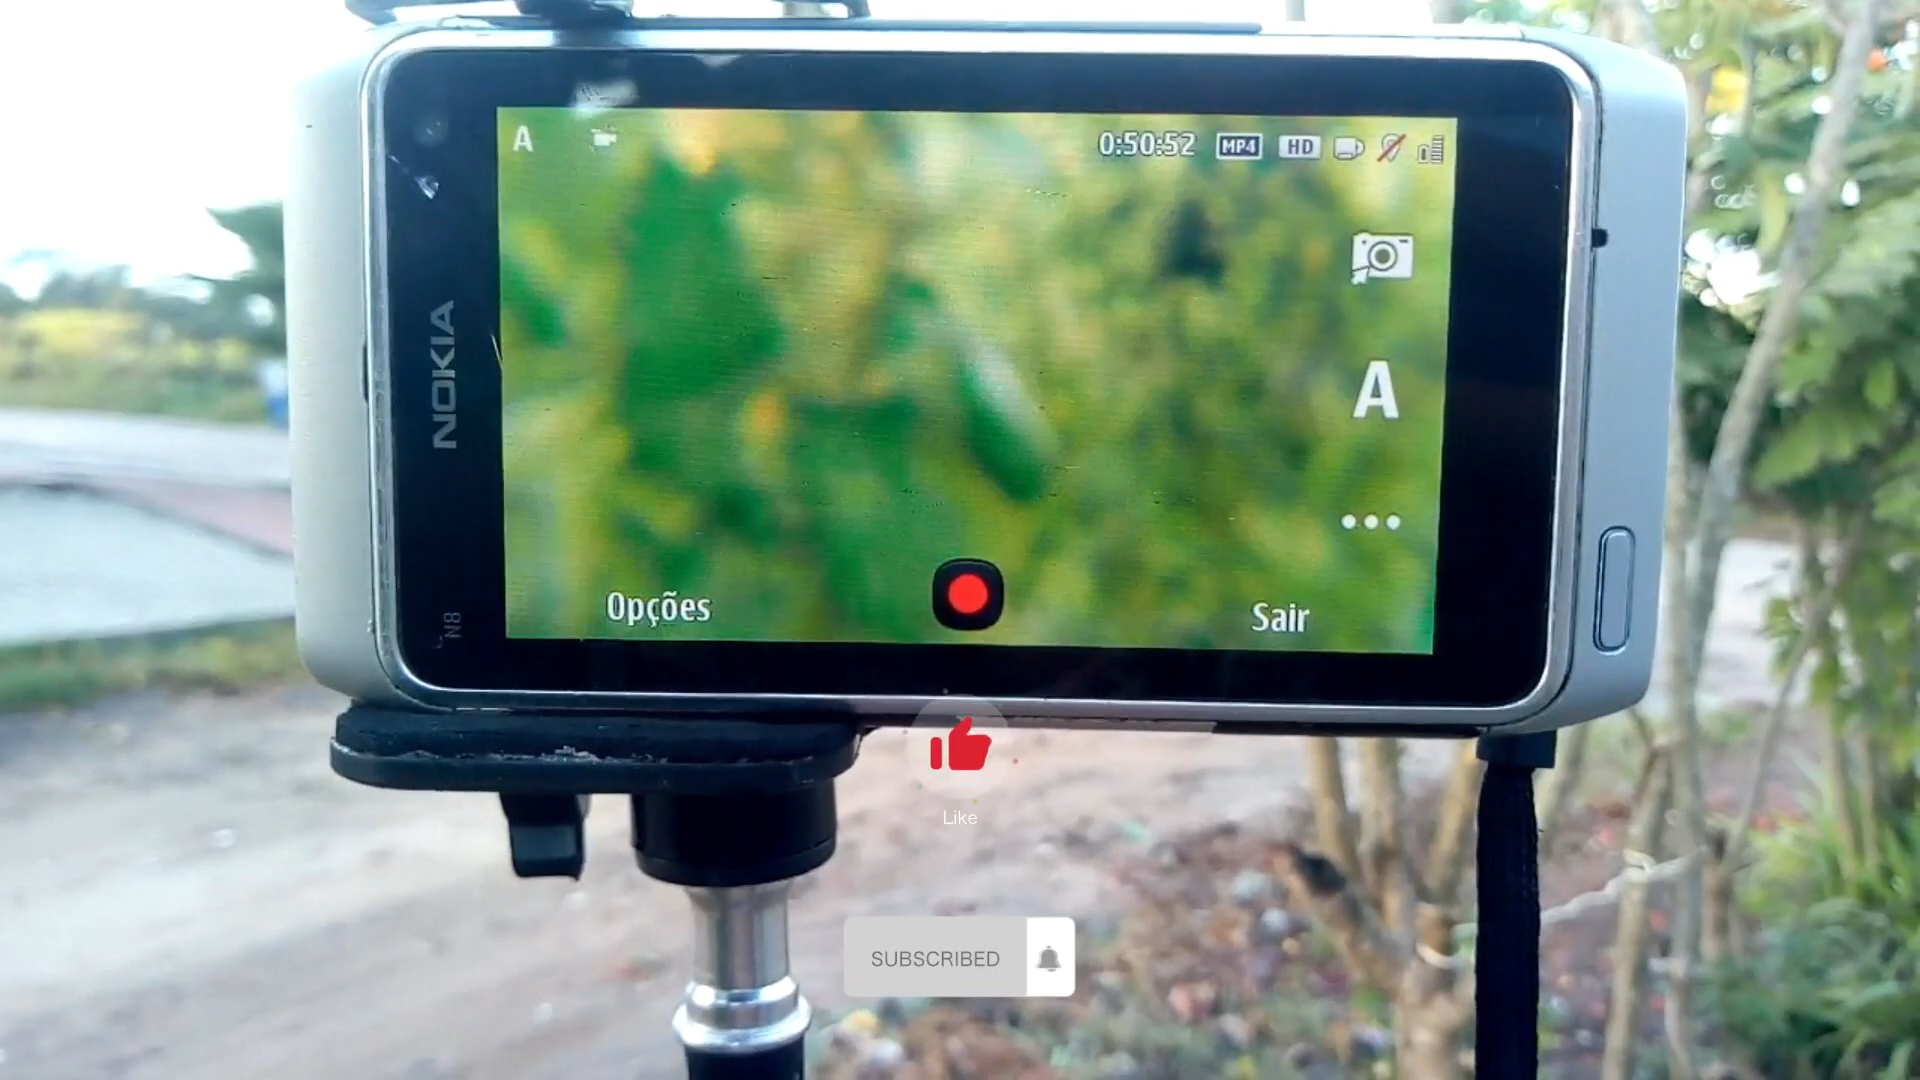 A
0:50:52 MP4 HD
NOKIA
A
N8
Opções
Sair
Like
SUBSCRIBED